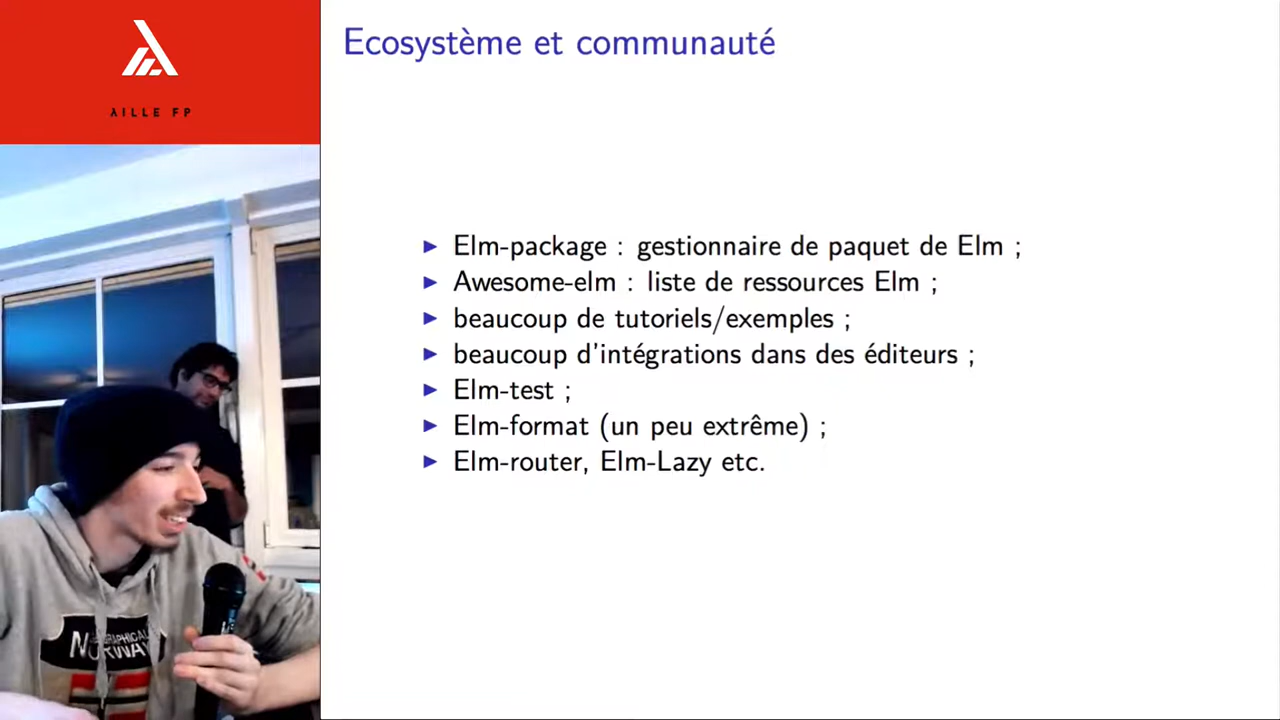 λILLE FP
Ecosystème et communauté
▶ Elm-package : gestionnaire de paquet de Elm ;
▶ Awesome-elm : liste de ressources Elm ;
▶ beaucoup de tutoriels/exemples ;
▶ beaucoup d'intégrations dans des éditeurs ;
▶ Elm-test ;
▶ Elm-format (un peu extrême) ;
▶ Elm-router, Elm-Lazy etc.
NORWAY